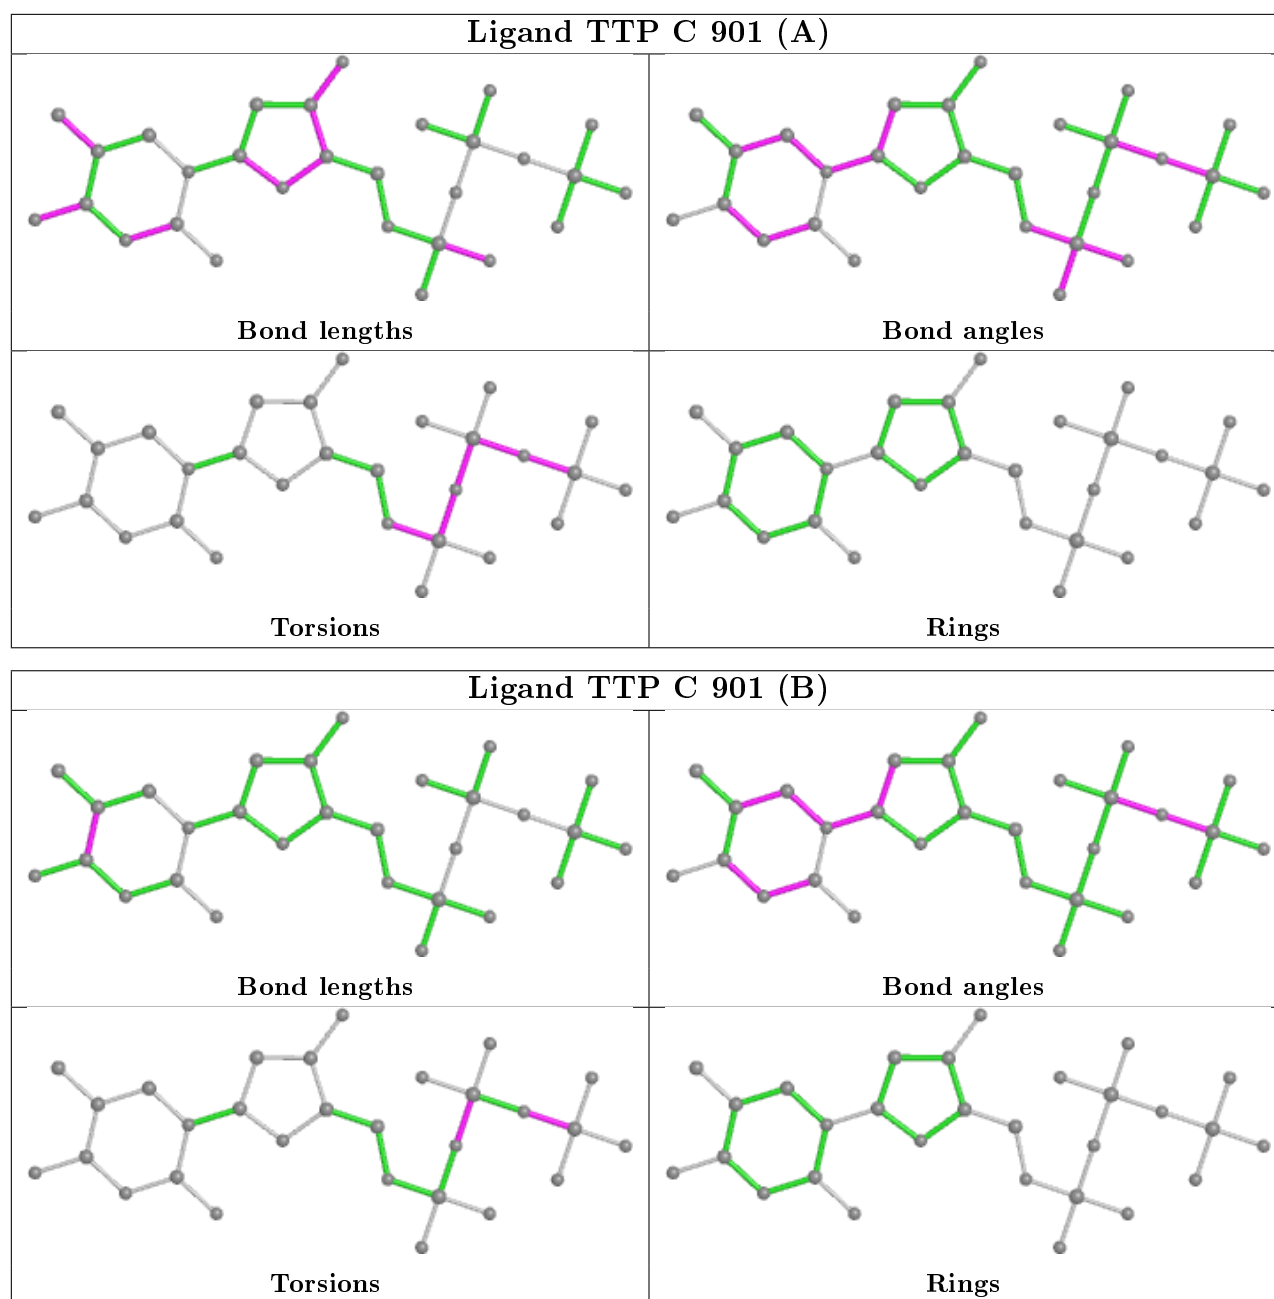 Ligand TTP C 901 (A)
Bond lengths
Bond angles
Torsions
Rings
Ligand TTP C 901 (B)
Bond lengths
Bond angles
Torsions
Rings